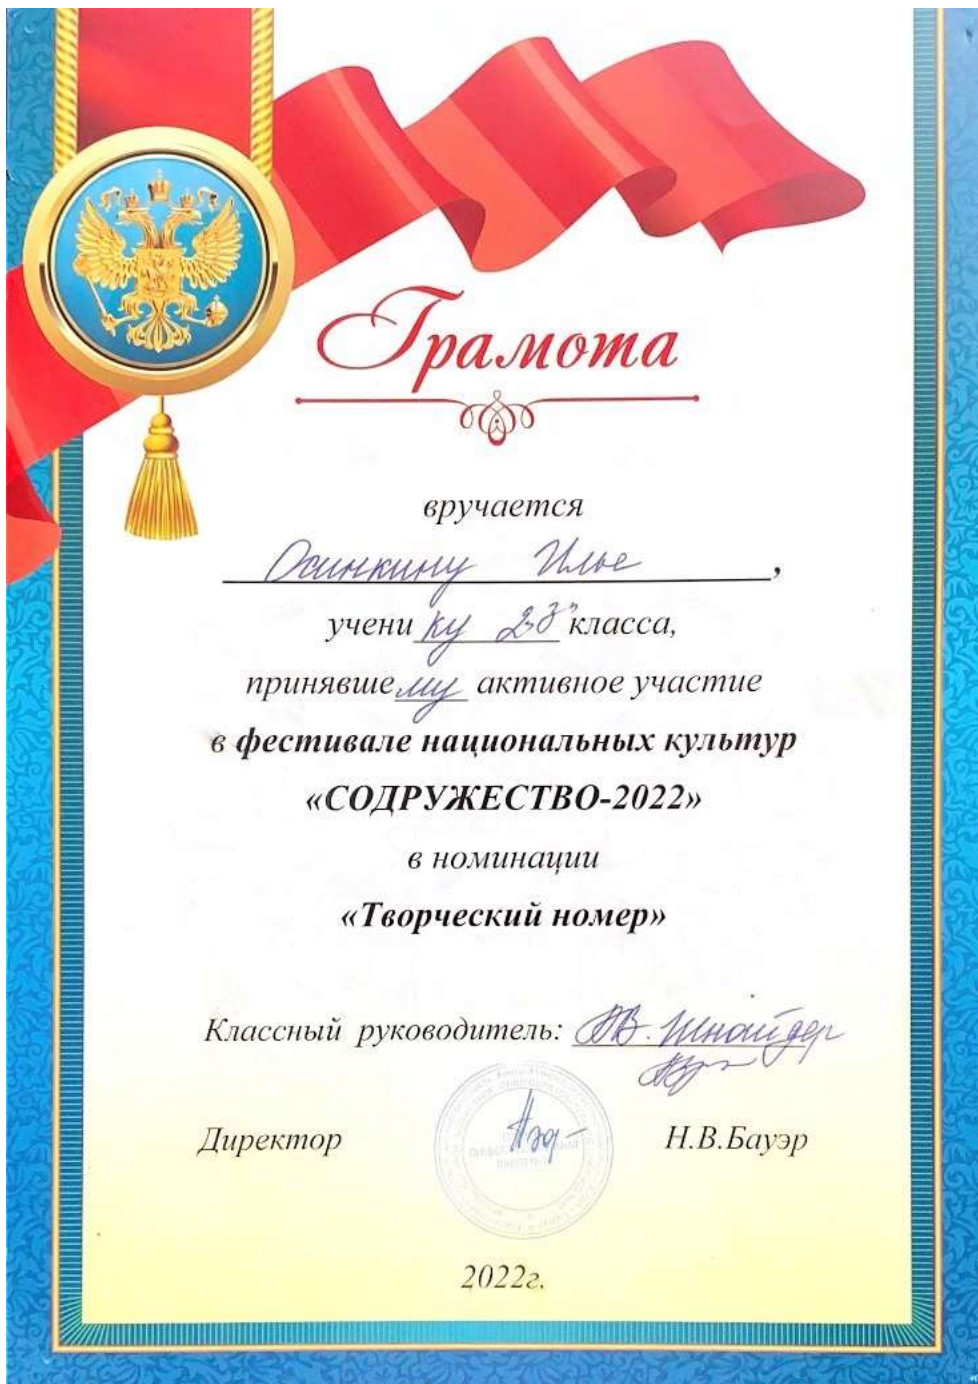 Грамота
вручается
Осинкину Илье,
ученику 2 "З" класса,
принявшему активное участие
в фестивале национальных культур
«СОДРУЖЕСТВО-2022»
в номинации
«Творческий номер»
Классный руководитель: А.В. Шнайдер
Директор Н.В.Бауэр
2022г.